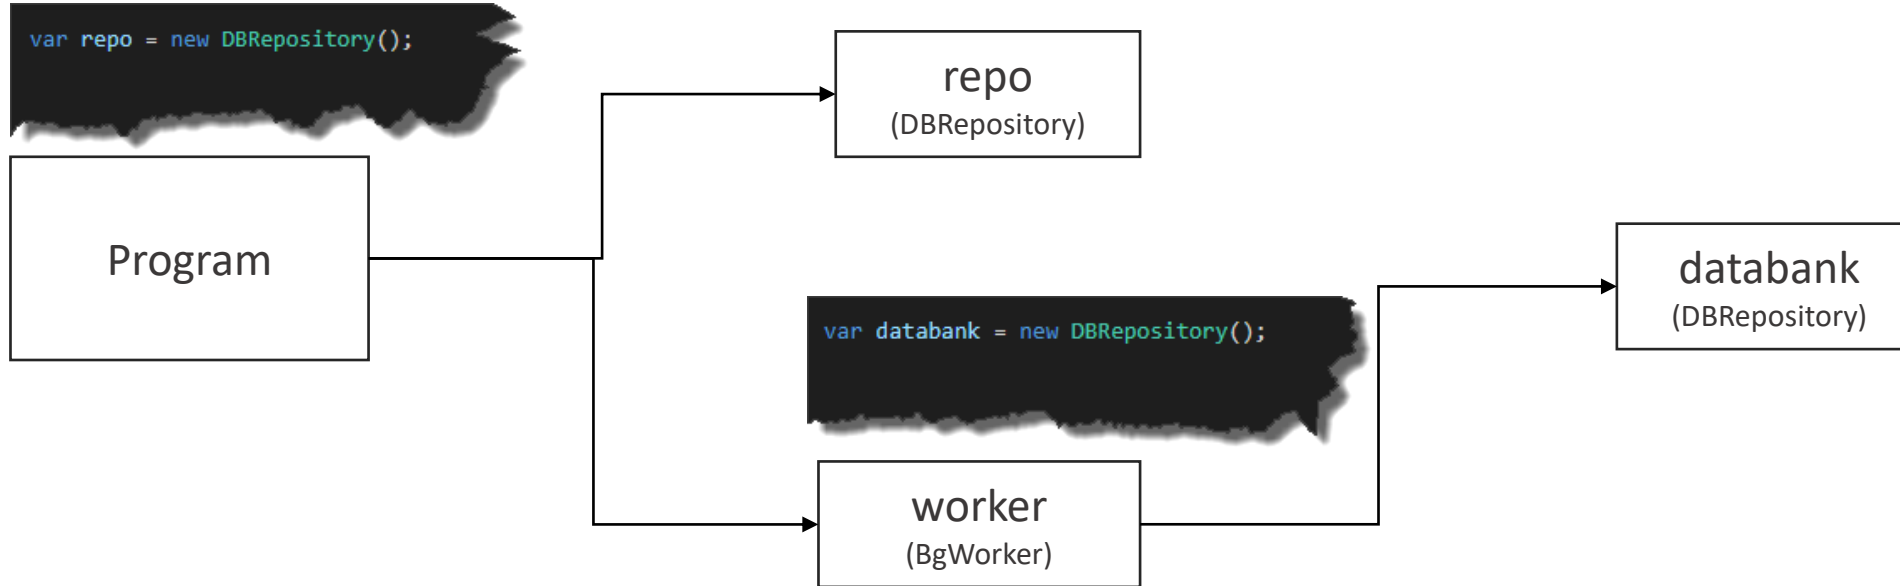 var repo = new DBRepository();
repo
(DBRepository)
Program
databank
(DBRepository)
var databank = new DBRepository();
worker
(BgWorker)